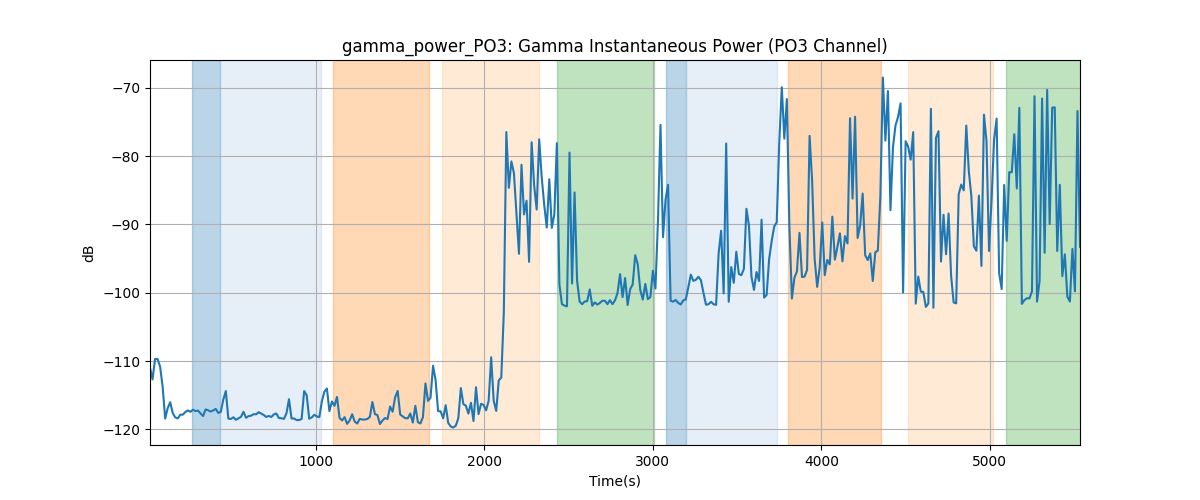 gamma_power_PO3: Gamma Instantaneous Power (PO3 Channel)
−70
−80
−90
−100
−110
−120
dB
1000 2000 3000 4000 5000
Time(s)